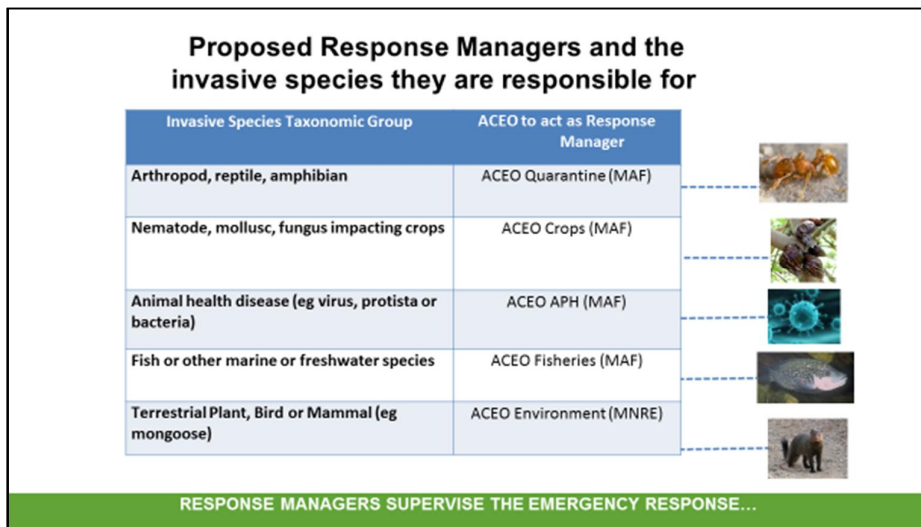 Proposed Response Managers and the
invasive species they are responsible for
Invasive Species Taxonomic Group
ACEO to act as Response
Manager
Arthropod, reptile, amphibian
ACEO Quarantine (MAF)
Nematode, mollusc, fungus impacting crops
ACEO Crops (MAF)
Animal health disease (eg virus, protista or
bacteria)
ACEO APH (MAF)
Fish or other marine or freshwater species
ACEO Fisheries (MAF)
Terrestrial Plant, Bird or Mammal (eg
mongoose)
ACEO Environment (MNRE)
RESPONSE MANAGERS SUPERVISE THE EMERGENCY RESPONSE…